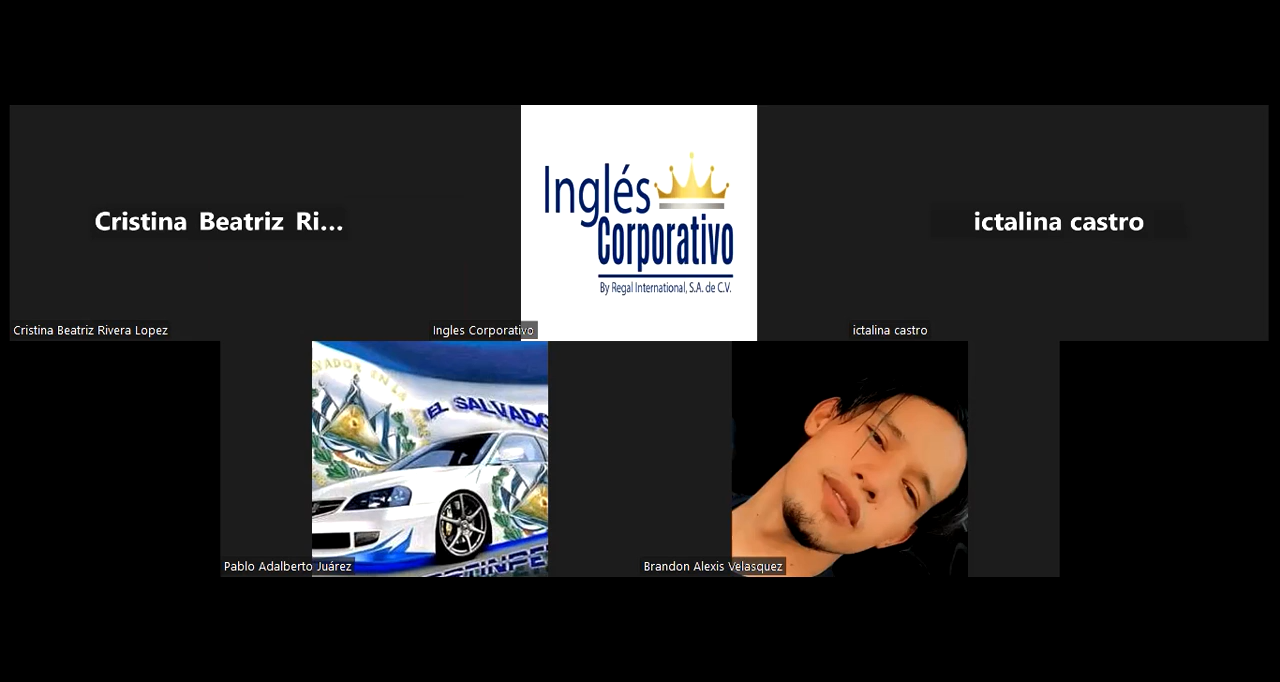 Cristina Beatriz Ri...
Cristina Beatriz Rivera Lopez
Inglés
Corporativo
By Regal International, S.A. de C.V.
Ingles Corporativo
ictalina castro
ictalina castro
EL SALVADO
Pablo Adalberto Juárez
Brandon Alexis Velasquez